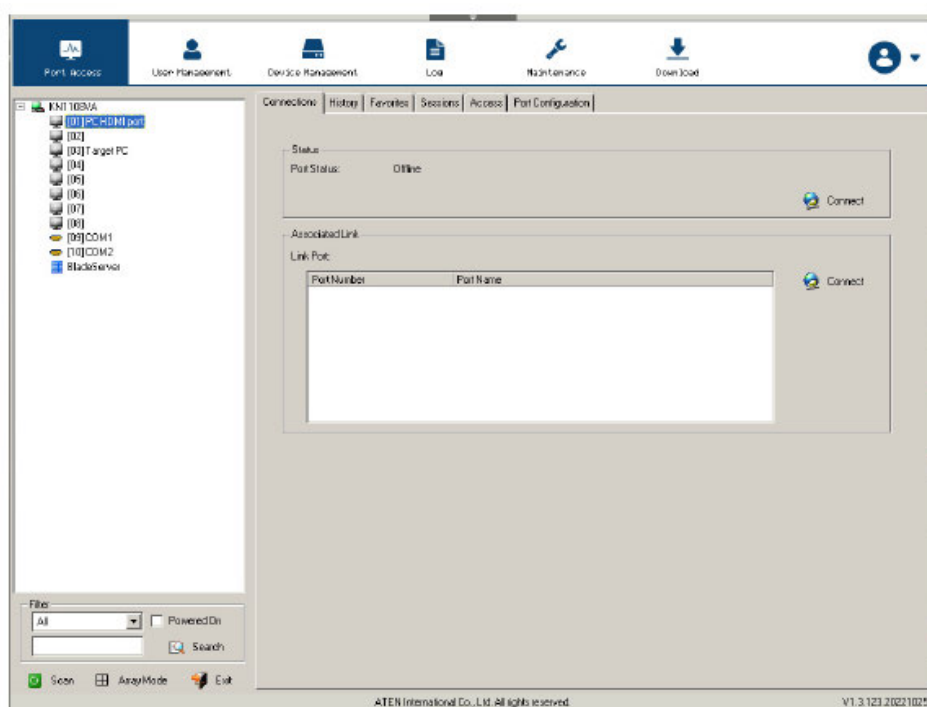 Port Access
User Management
Device Management
Log
Maintenance
Download
KN1108VA
[01]PC HDMI port
[02]
[03]Target PC
[04]
[05]
[06]
[07]
[08]
[09]COM1
[10]COM2
BladeServer
Filter
All
Powered On
Search
Scan
ArrayMode
Exit
Connections
History
Favorites
Sessions
Access
Port Configuration
Status
Port Status:
Offline
Connect
Associated Link
Link Port:
Port Number
Port Name
Connect
ATEN International Co., Ltd. All rights reserved.
V1.3.123.20221025